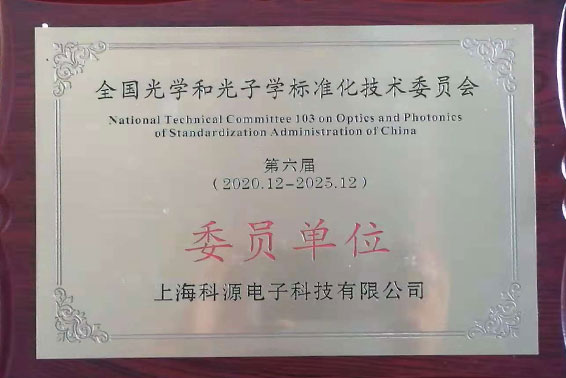 全国光学和光子学标准化技术委员会
National Technical Committee 103 on Optics and Photonics
of Standardization Administration of China
第六届
(2020.12-2025.12)
委员单位
上海科源电子科技有限公司